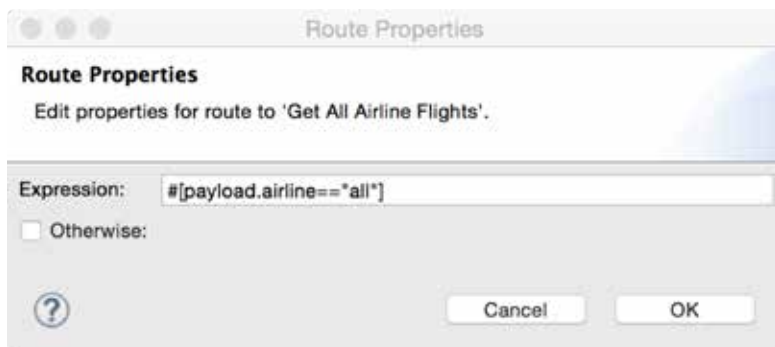 Route Properties
Route Properties
Edit properties for route to 'Get All Airline Flights'.
Expression: #[payload.airline=="all"]
Otherwise:
?
Cancel OK